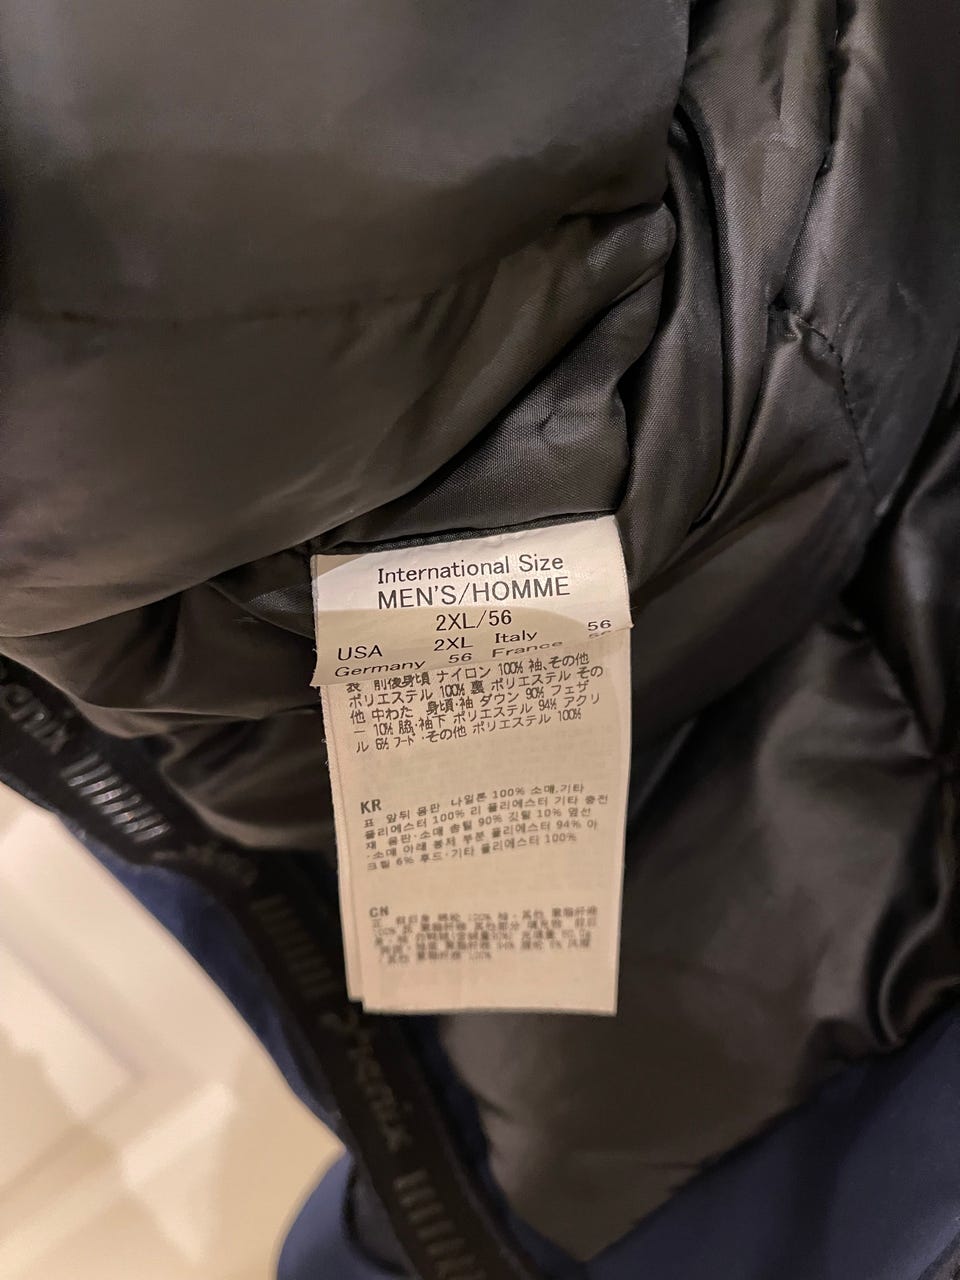 International Size
MEN'S/HOMME
2XL/56
USA 2XL Italy 56
Germany 56 France 56
表 前後身頃 ナイロン 100% 袖、その他
ポリエステル 100% 裏 ポリエステル その
他 中わた 身頃・袖 ダウン 90% フェザ
ー 10% 脇・袖下 ポリエステル 94% アクリ
ル 6% フード・その他 ポリエステル 100%
KR
표 앞뒤 몸판 나일론 100% 소매,기타
폴리에스터 100% 리 폴리에스터 기타 충전
재 몸판·소매 솜털 90% 깃털 10% 옆선
·소매 아래 봉제 부분 폴리에스터 94% 아
크릴 6% 후드·기타 폴리에스터 100%
CN
phenix
phenix